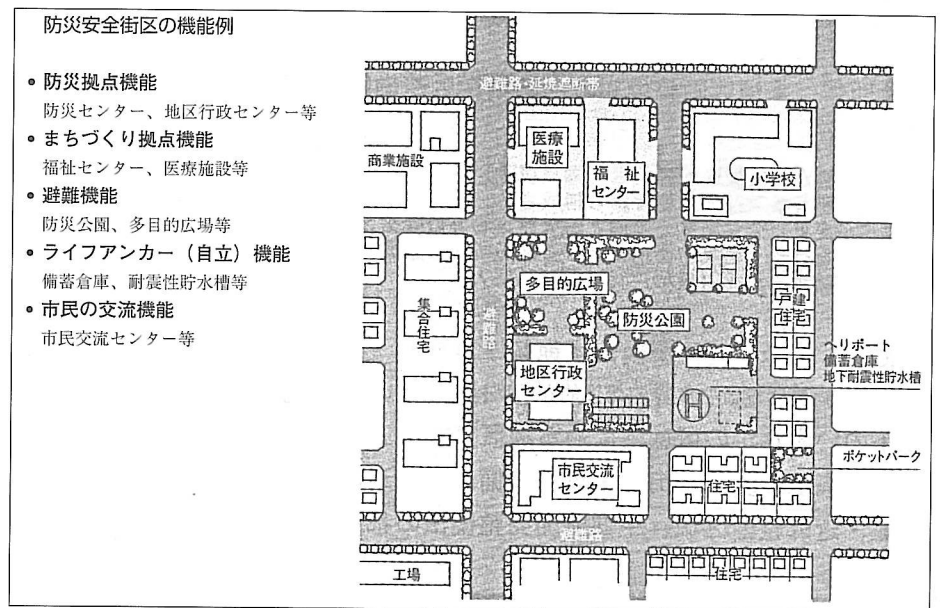 防災安全街区の機能例
• 防災拠点機能
防災センター、地区行政センター等
• まちづくり拠点機能
福祉センター、医療施設等
• 避難機能
防災公園、多目的広場等
• ライフアンカー（自立）機能
備蓄倉庫、耐震性貯水槽等
• 市民の交流機能
市民交流センター等
避難路・延焼遮断帯
商業施設
医療
施設
福祉
センター
小学校
集合住宅
避難路
多目的広場
防災公園
戸建
住宅
地区行政
センター
H
ヘリポート
備蓄倉庫
地下耐震性貯水槽
ポケットパーク
市民交流
センター
住宅
避難路
工場
住宅